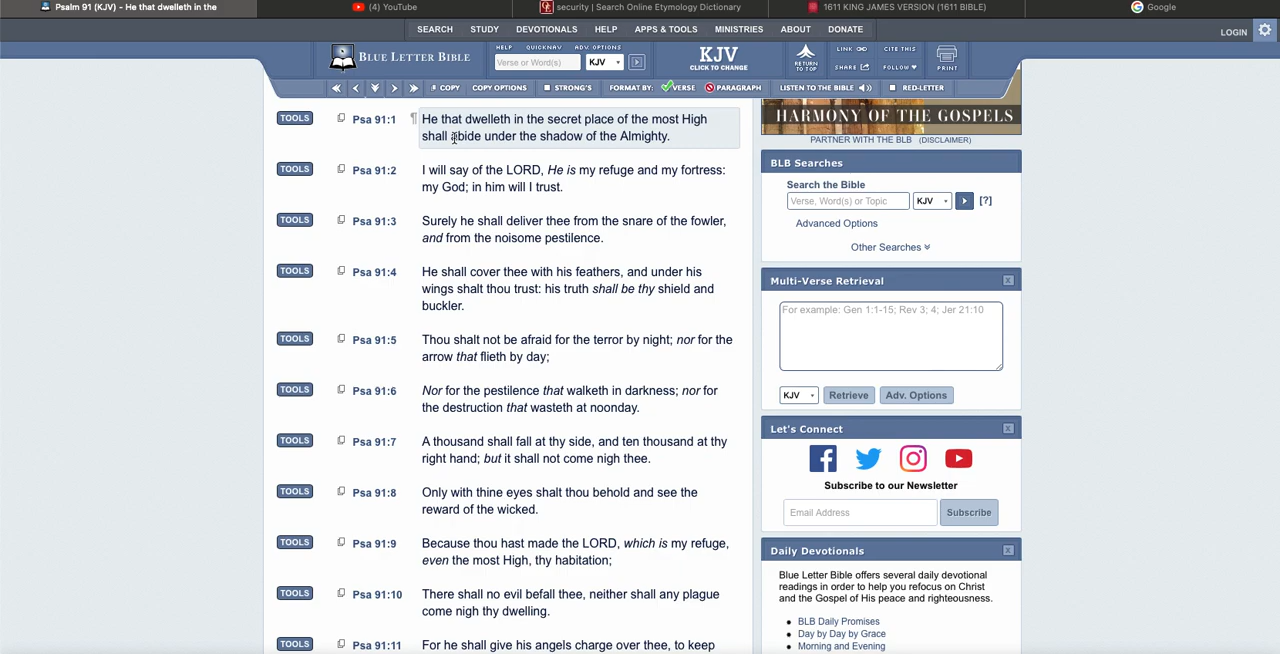 Psalm 91 (KJV) - He that dwelleth in the
(4) YouTube
security | Search Online Etymology Dictionary
1611 KING JAMES VERSION (1611 BIBLE)
Google
SEARCH STUDY DEVOTIONALS HELP APPS & TOOLS MINISTRIES ABOUT DONATE
LOGIN
BLUE LETTER BIBLE
HELP QUICKNAV ADV. OPTIONS
Verse or Word(s) KJV
KJV
CLICK TO CHANGE
RETURN
TO TOP
LINK CITE THIS
SHARE FOLLOW
PRINT
COPY COPY OPTIONS STRONG'S FORMAT BY: VERSE PARAGRAPH LISTEN TO THE BIBLE RED-LETTER
TOOLS Psa 91:1 ¶ He that dwelleth in the secret place of the most High
shall abide under the shadow of the Almighty.
TOOLS Psa 91:2 I will say of the LORD, He is my refuge and my fortress:
my God; in him will I trust.
TOOLS Psa 91:3 Surely he shall deliver thee from the snare of the fowler,
and from the noisome pestilence.
TOOLS Psa 91:4 He shall cover thee with his feathers, and under his
wings shalt thou trust: his truth shall be thy shield and
buckler.
TOOLS Psa 91:5 Thou shalt not be afraid for the terror by night; nor for the
arrow that flieth by day;
TOOLS Psa 91:6 Nor for the pestilence that walketh in darkness; nor for
the destruction that wasteth at noonday.
TOOLS Psa 91:7 A thousand shall fall at thy side, and ten thousand at thy
right hand; but it shall not come nigh thee.
TOOLS Psa 91:8 Only with thine eyes shalt thou behold and see the
reward of the wicked.
TOOLS Psa 91:9 Because thou hast made the LORD, which is my refuge,
even the most High, thy habitation;
TOOLS Psa 91:10 There shall no evil befall thee, neither shall any plague
come nigh thy dwelling.
TOOLS Psa 91:11 For he shall give his angels charge over thee, to keep
HARMONY OF THE GOSPELS
PARTNER WITH THE BLB (DISCLAIMER)
BLB Searches
Search the Bible
Verse, Word(s) or Topic KJV [?]
Advanced Options
Other Searches
Multi-Verse Retrieval x
For example: Gen 1:1-15; Rev 3; 4; Jer 21:10
KJV Retrieve Adv. Options
Let's Connect x
Subscribe to our Newsletter
Email Address Subscribe
Daily Devotionals x
Blue Letter Bible offers several daily devotional
readings in order to help you refocus on Christ
and the Gospel of His peace and righteousness.
BLB Daily Promises
Day by Day by Grace
Morning and Evening